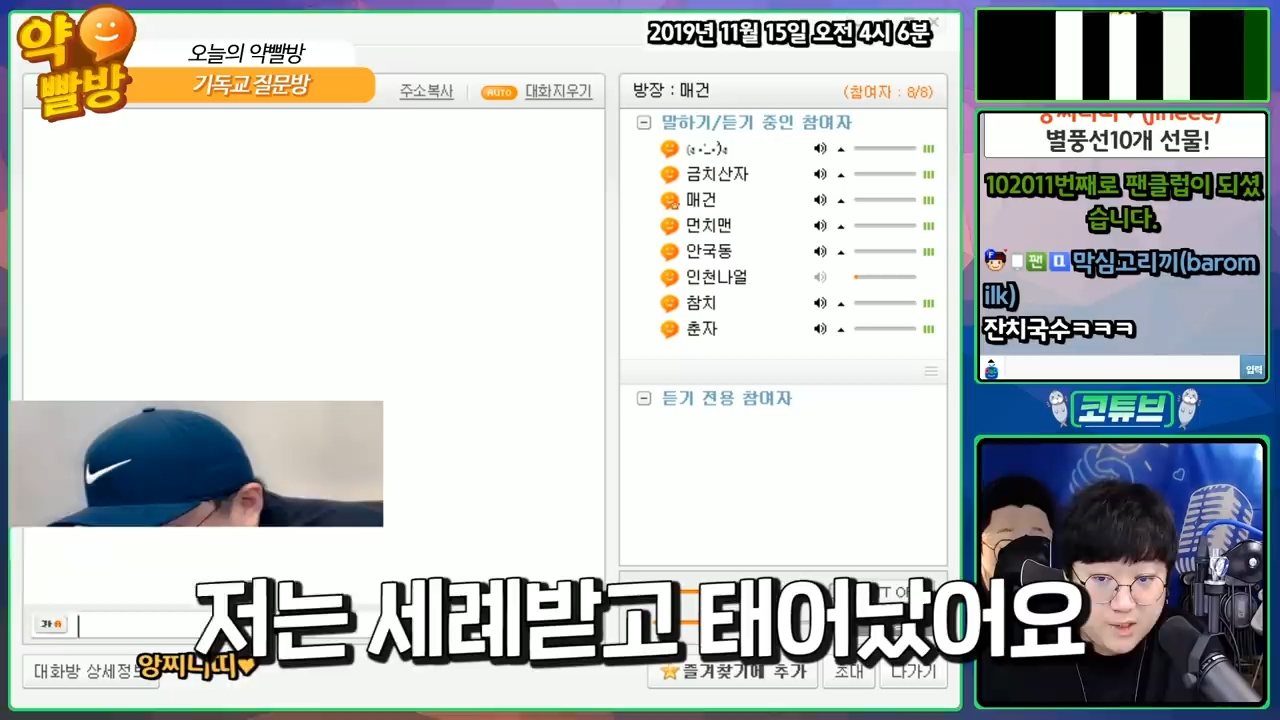 약빨방
오늘의 약빨방
기독교 질문방
2019년 11월 15일 오전 4시 6분
주소복사
AUTO
대화지우기
방장 : 매건
(참여자 : 8/8)
말하기/듣기 중인 참여자
금치산자
매건
먼치맨
안국동
인천나얼
참치
춘자
듣기 전용 참여자
별풍선10개 선물!
102011번째로 팬클럽이 되셨
습니다.
F 팬 막심고리끼(barom
ilk)
잔치국수ㅋㅋㅋ
입력
코튜브
저는 세례받고 태어났어요
가
대화방 상세정보
앙찌니띠♥
즐겨찾기에 추가
초대
나가기